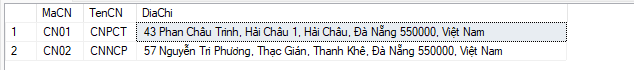 MaCN TenCN DiaChi
1 CN01 CNPCT 43 Phan Châu Trinh, Hải Châu 1, Hải Châu, Đà Nẵng 550000, Việt Nam
2 CN02 CNNCP 57 Nguyễn Tri Phương, Thạc Gián, Thanh Khê, Đà Nẵng 550000, Việt Nam